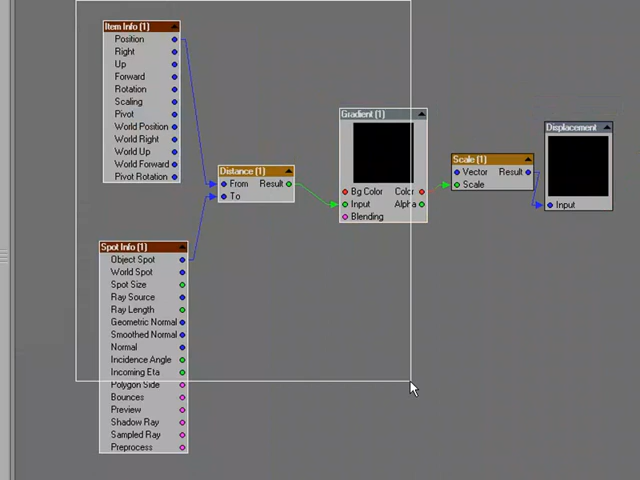 Item Info (1)
Position
Right
Up
Forward
Rotation
Scaling
Pivot
World Position
World Right
World Up
World Forward
Pivot Rotation
Spot Info (1)
Object Spot
World Spot
Spot Size
Ray Source
Ray Length
Geometric Normal
Smoothed Normal
Normal
Incidence Angle
Incoming Eta
Polygon Side
Bounces
Preview
Shadow Ray
Sampled Ray
Preprocess
Distance (1)
From Result
To
Gradient (1)
Bg Color Color
Input Alpha
Blending
Scale (1)
Vector Result
Scale
Displacement
Input